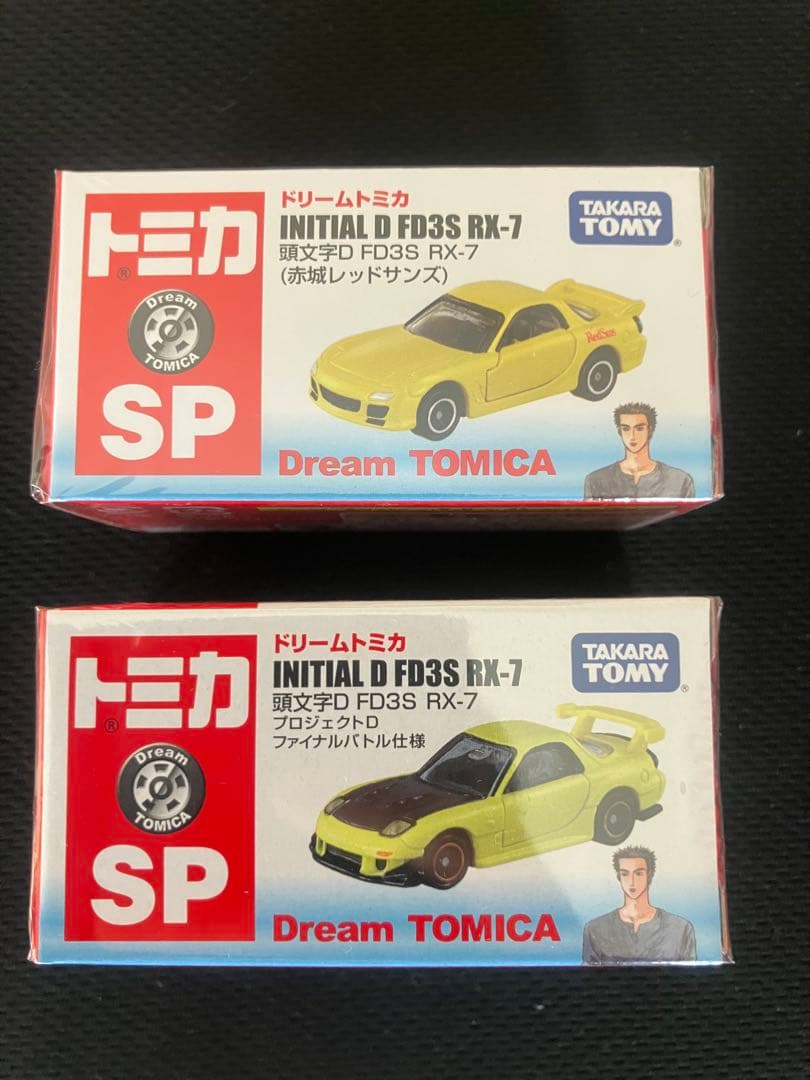 トミカ
®
Dream
TOMICA
SP
ドリームトミカ
INITIAL D FD3S RX-7
頭文字D FD3S RX-7
(赤城レッドサンズ)
TAKARA
TOMY
®
RedSuns
Dream TOMICA
トミカ
®
Dream
TOMICA
SP
ドリームトミカ
INITIAL D FD3S RX-7
頭文字D FD3S RX-7
プロジェクトD
ファイナルバトル仕様
TAKARA
TOMY
®
Dream TOMICA